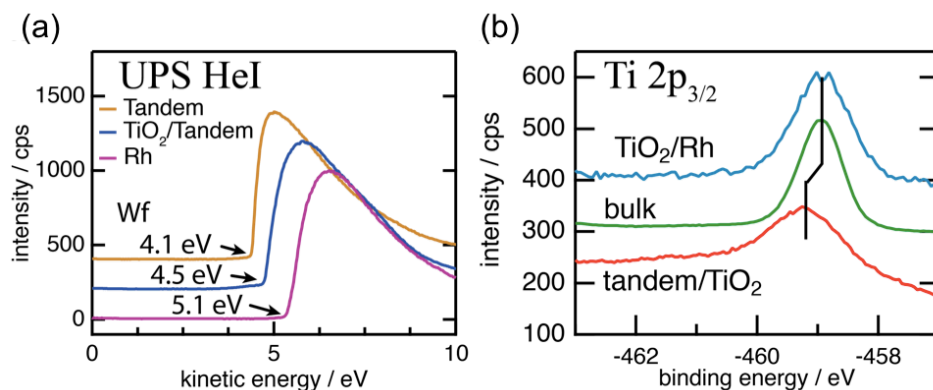 (a)
UPS HeI
Tandem
TiO2/Tandem
Rh
Wf
4.1 eV
4.5 eV
5.1 eV
intensity / cps
1500
1000
500
0
0
5
10
kinetic energy / eV
(b)
Ti 2p3/2
TiO2/Rh
bulk
tandem/TiO2
intensity / cps
600
500
400
300
200
100
-462
-460
-458
binding energy / eV